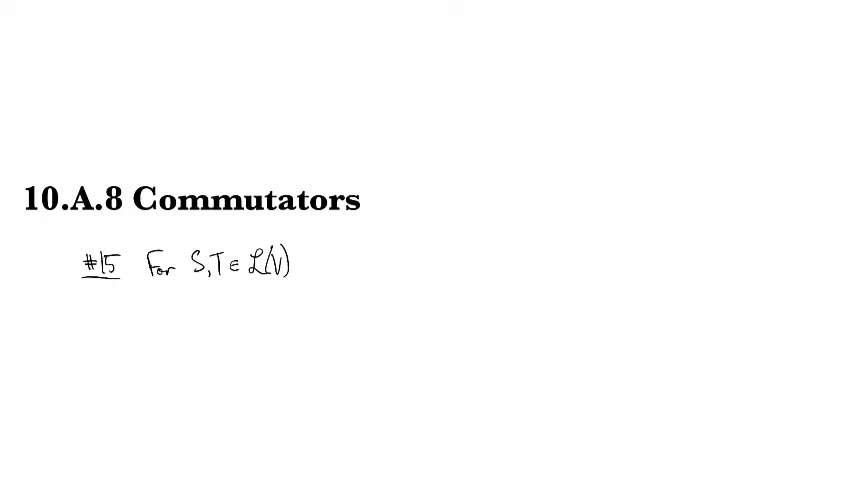 10.A.8 Commutators
#15 For S,T ∈ ℒ(V)